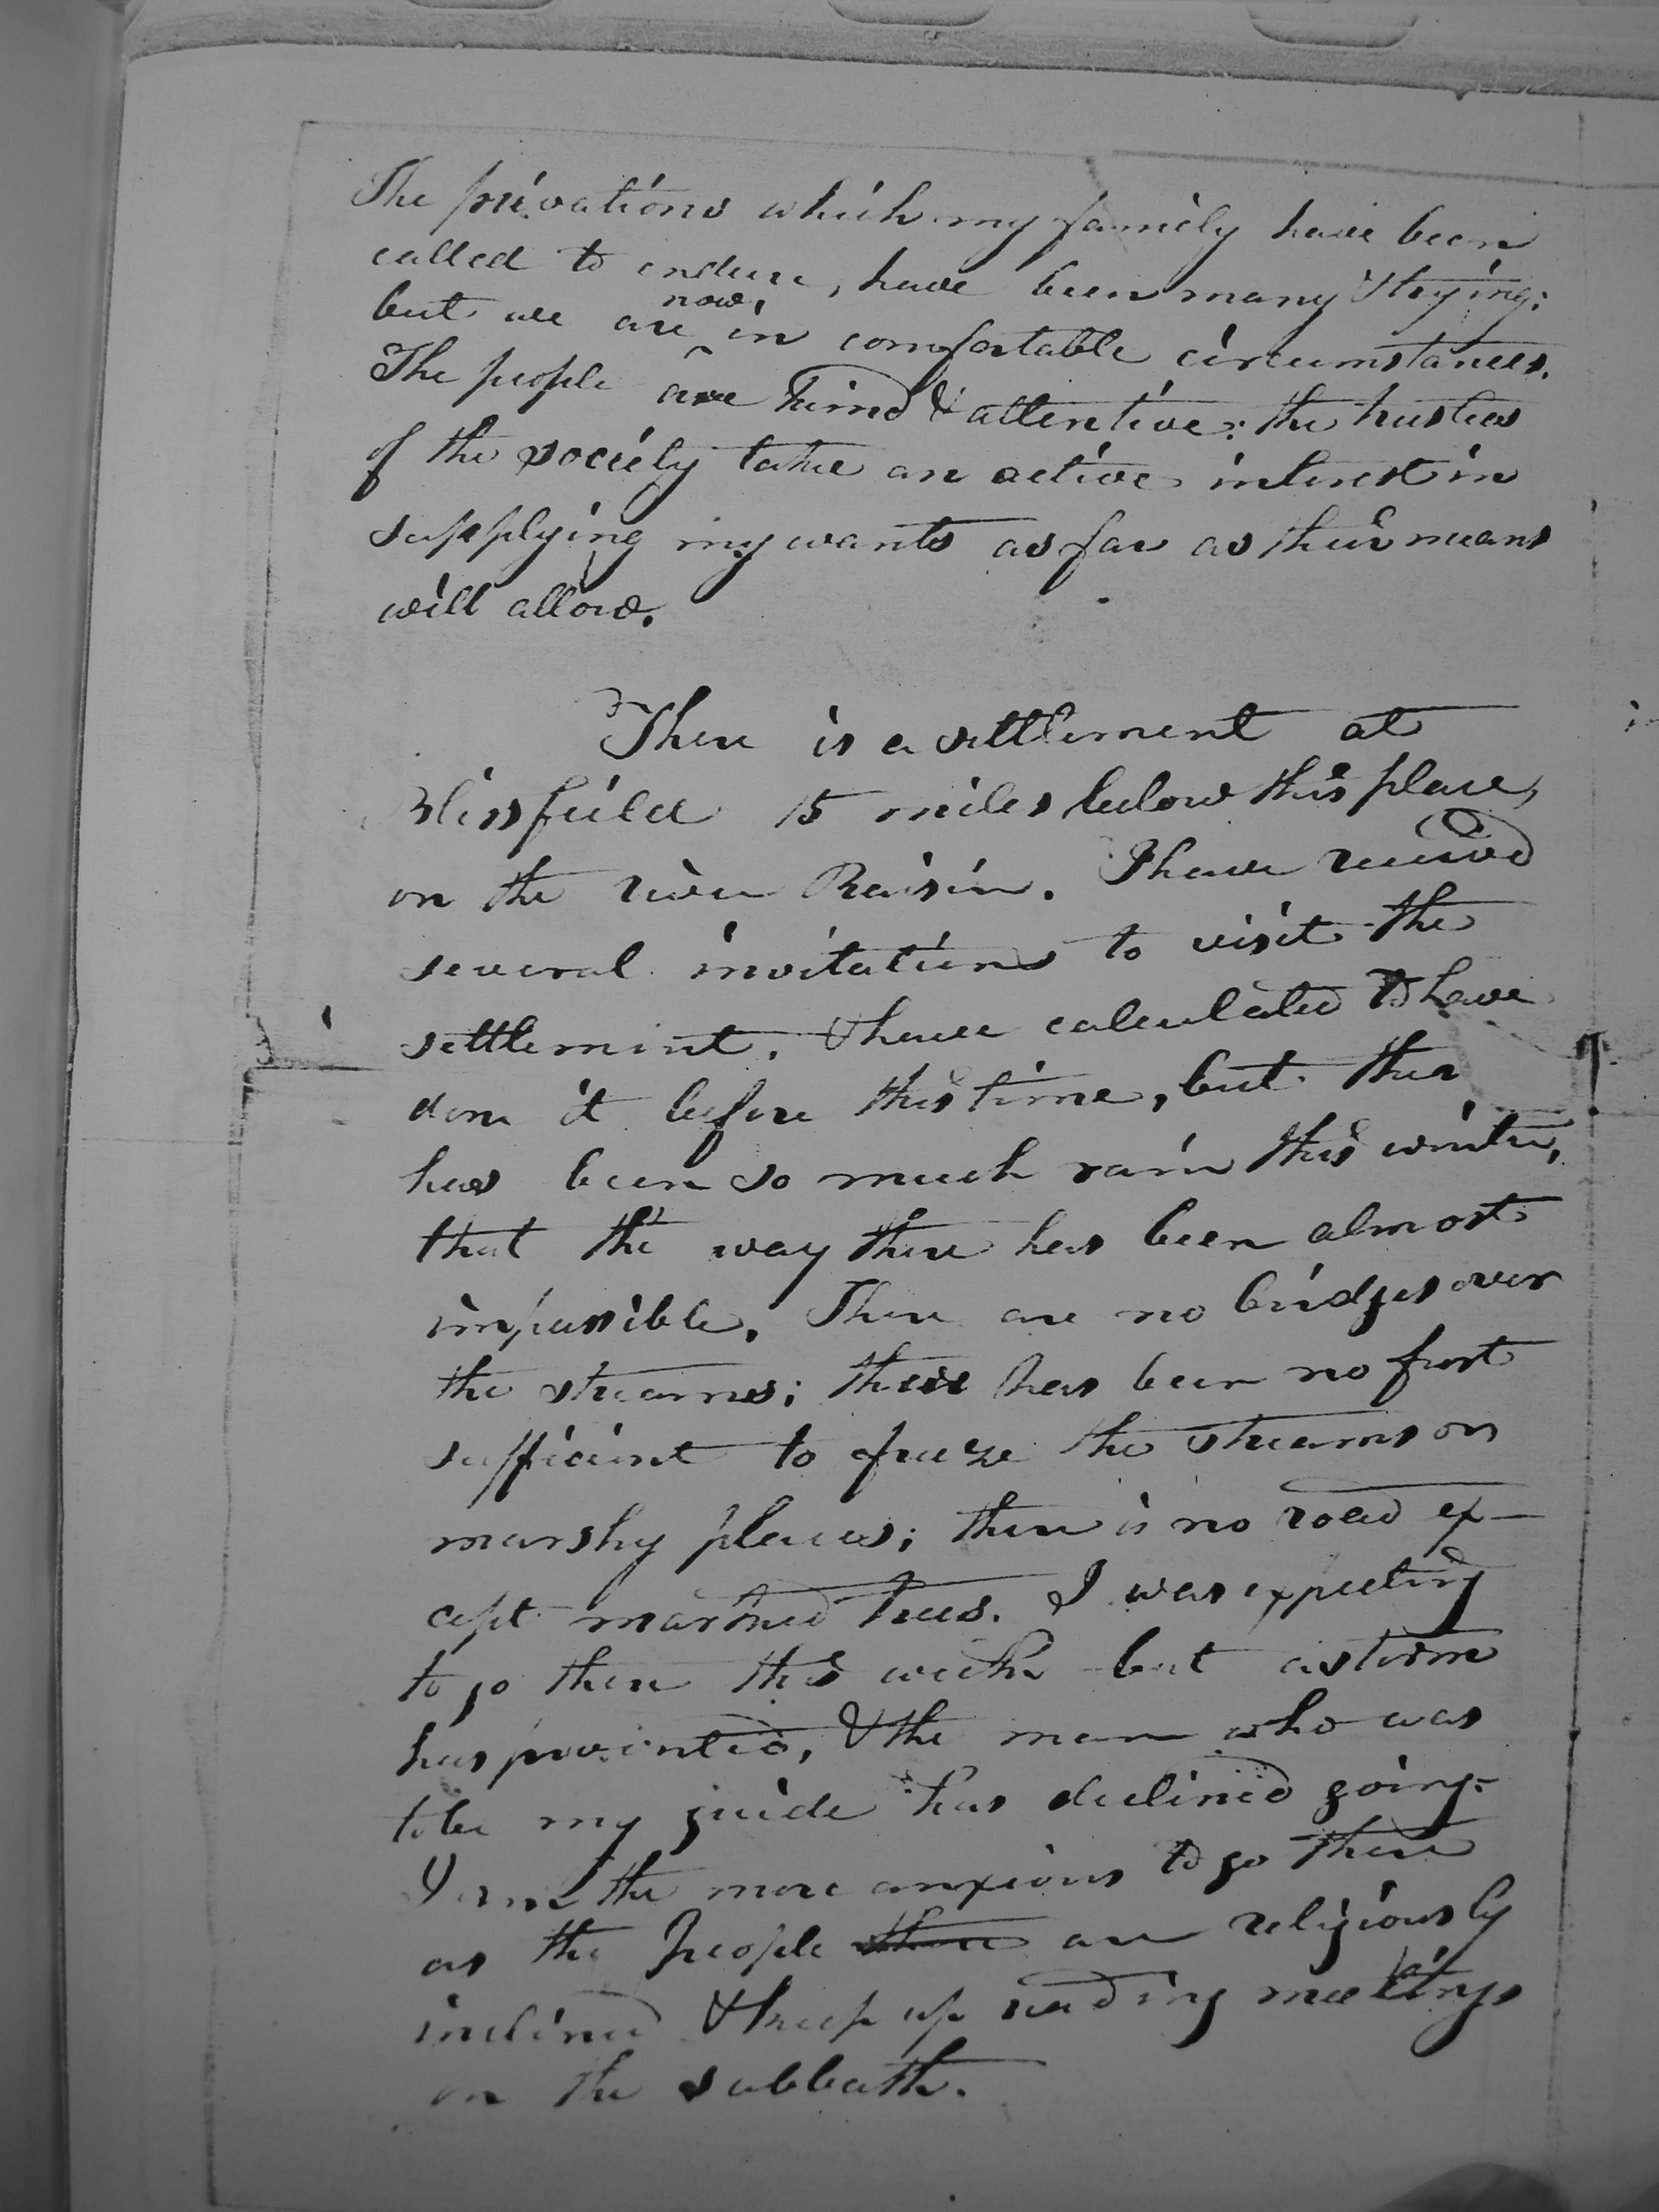 The privations which my family have been
called to endure, have been many & trying;
but we are now, in comfortable circumstances.
The people are kind & attentive; the trustees
of the society take an active interest in
supplying my wants as far as their means
will allow.
There is a settlement at
Blissfield 15 miles below this place,
on the river Raisin. I have received
several invitations to visit the
settlement, & have calculated to have
done it before this time, but there
has been so much rain this winter,
that the way there has been almost
impassible. There are no bridges over
the streams; there has been no frost
sufficient to freeze the streams or
marshy places; there is no road ex-
cept marked trees. I was expecting
to go there this week but a storm
has prevented, & the man who was
to be my guide has declined going.
I am the more anxious to go there
as the people there are religiously
inclined & keep up reading meetings
on the sabbath.